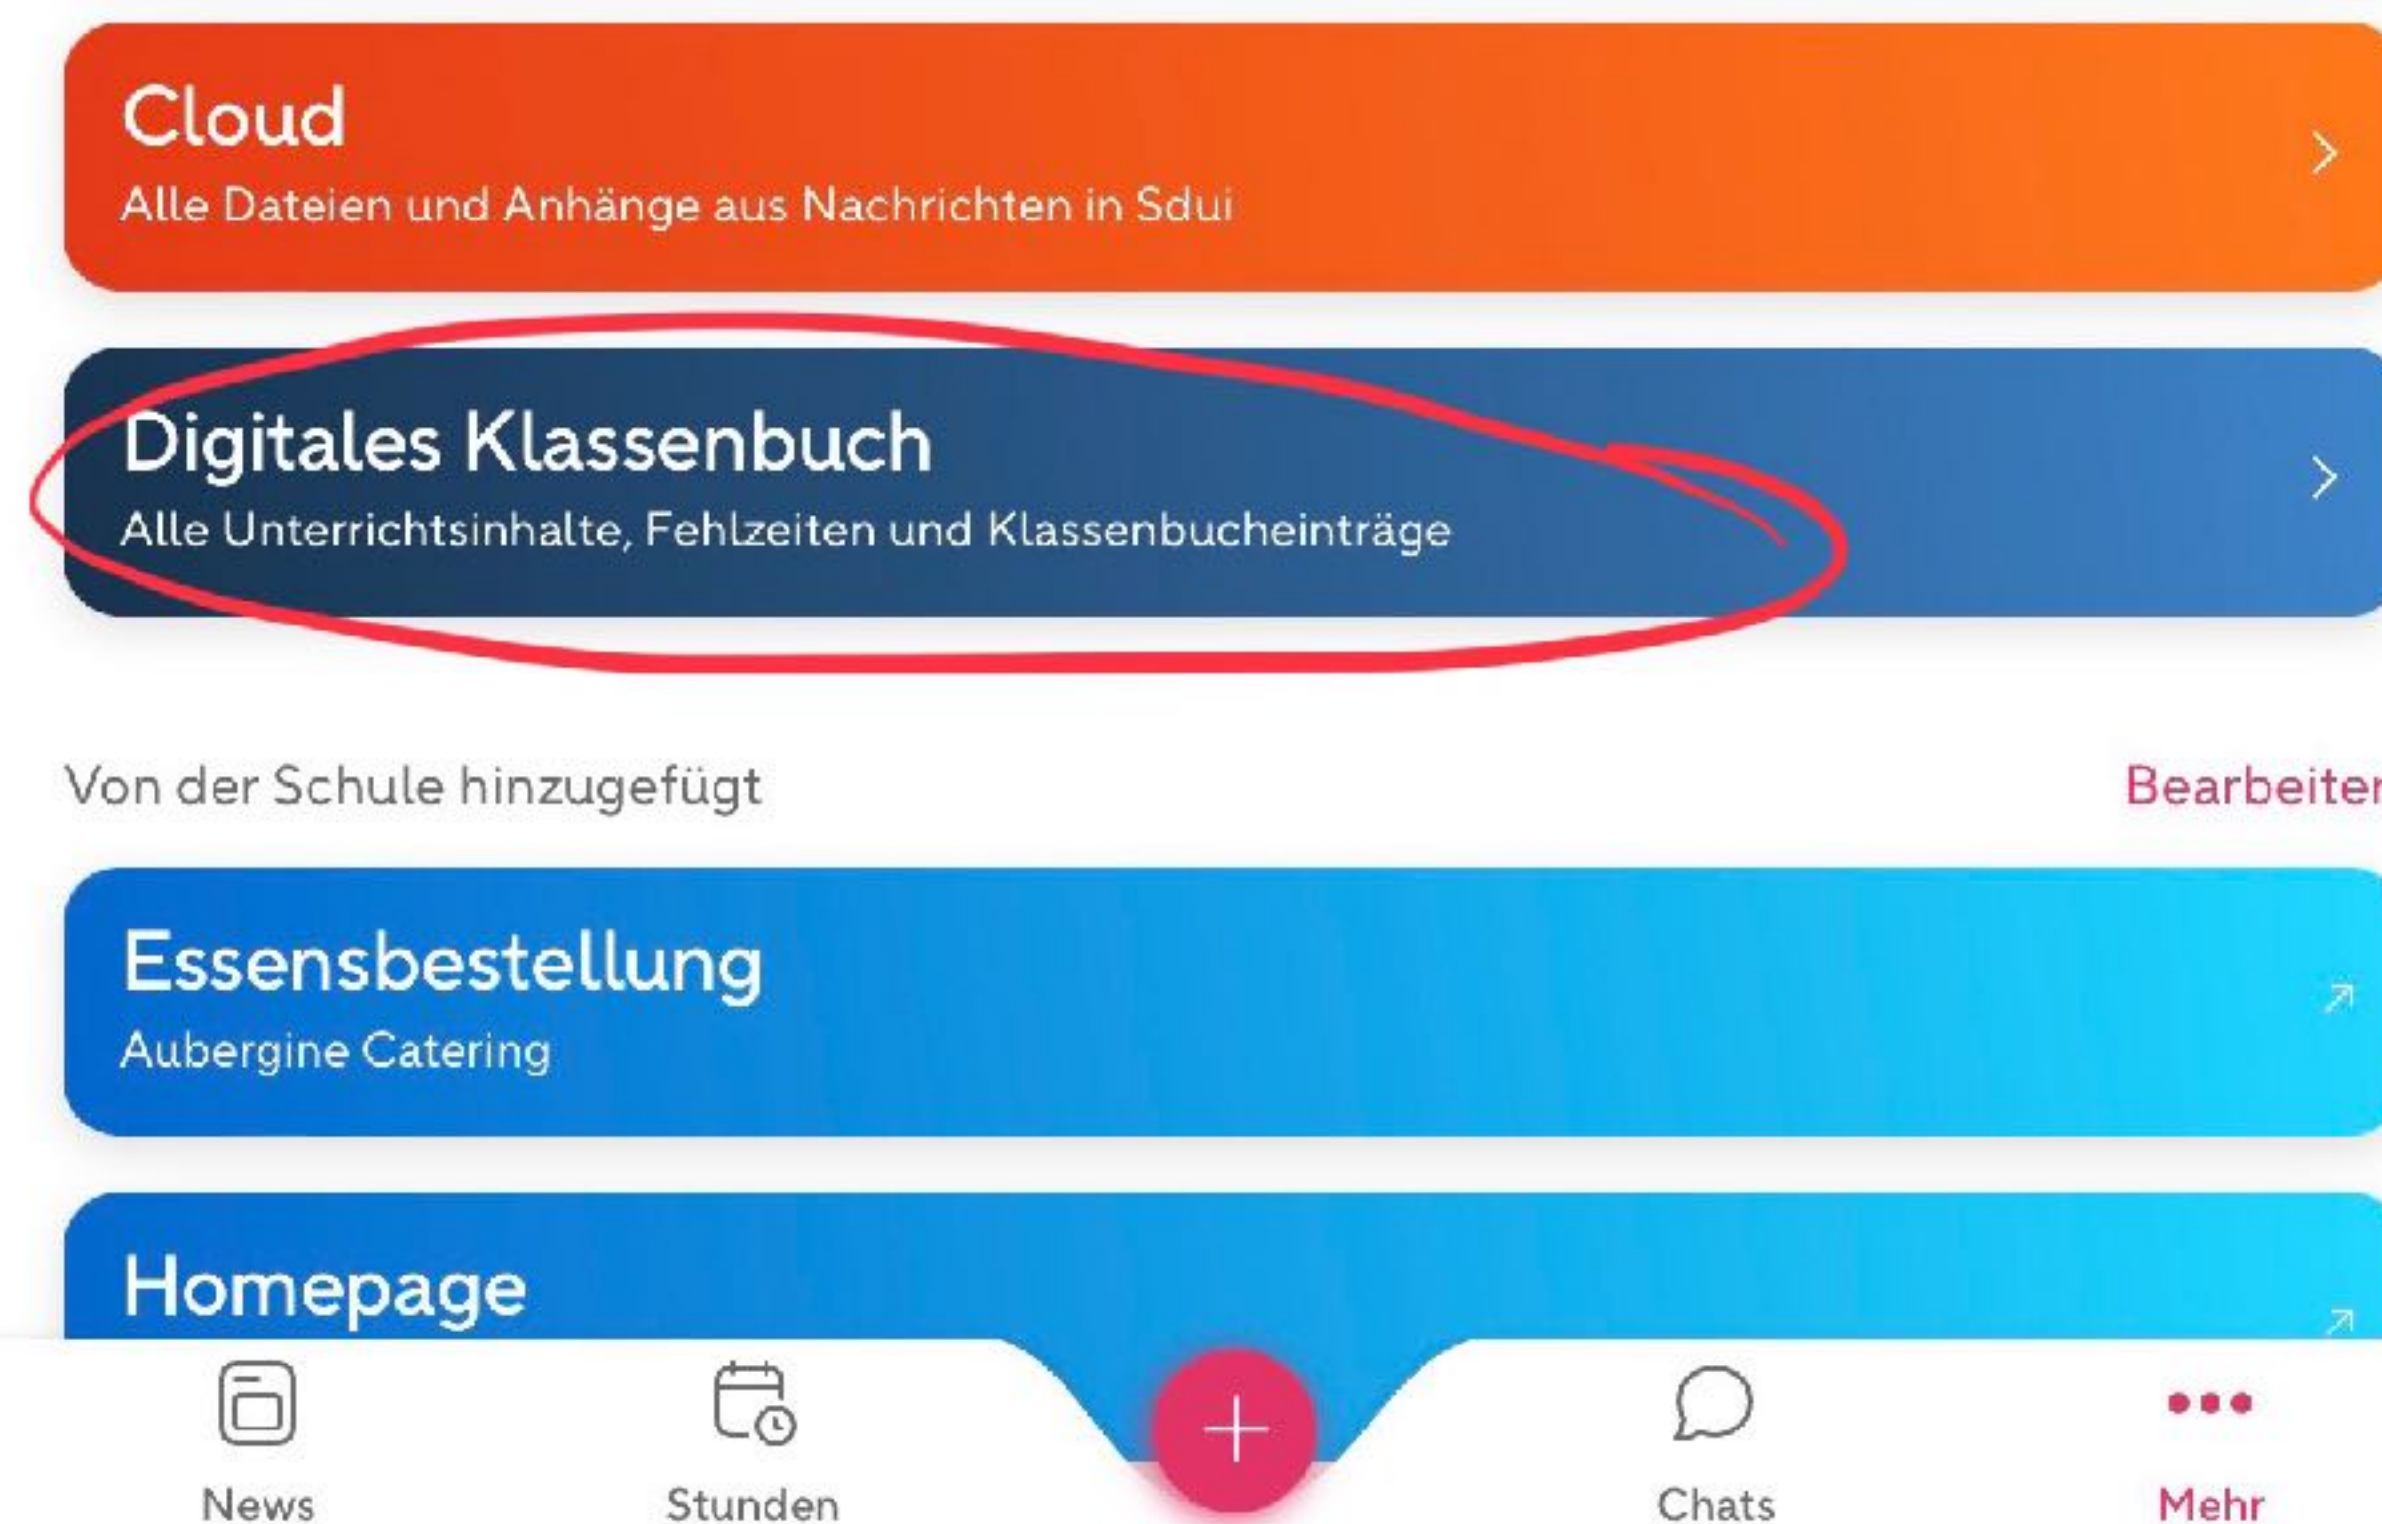 Cloud
Alle Dateien und Anhänge aus Nachrichten in Sdui
Digitales Klassenbuch
Alle Unterrichtsinhalte, Fehlzeiten und Klassenbucheinträge
Von der Schule hinzugefügt
Bearbeiten
Essensbestellung
Aubergine Catering
Homepage
News
Stunden
Chats
Mehr